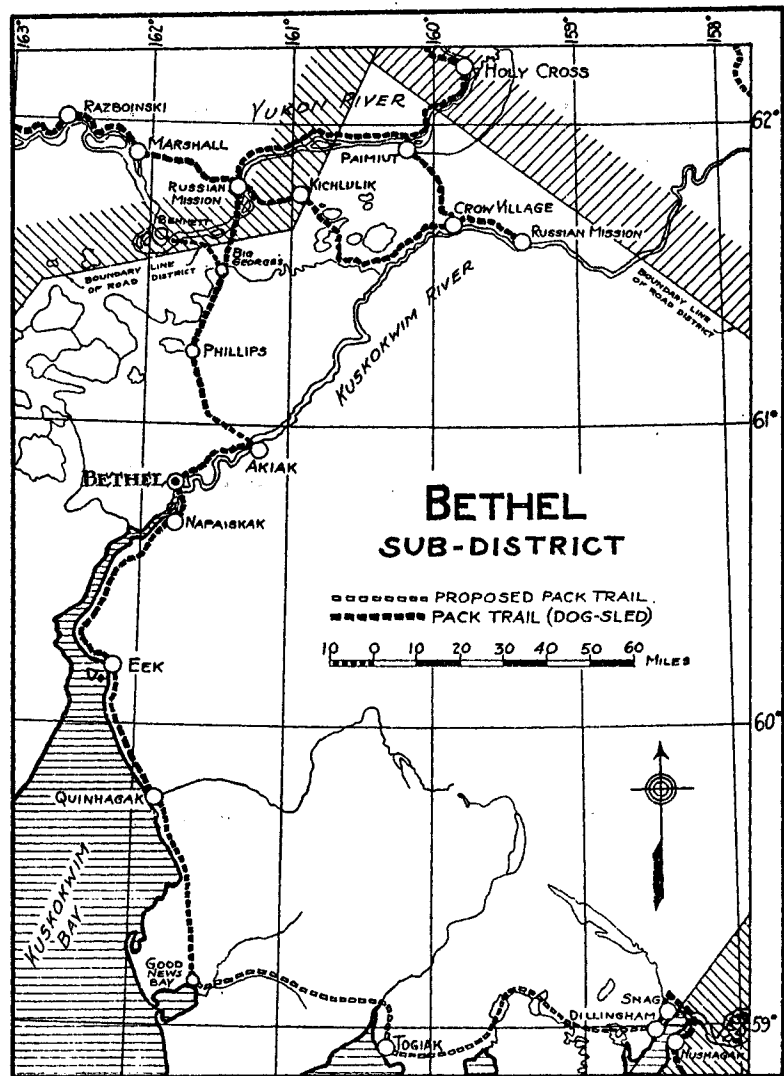 163°
162°
161°
160°
159°
158°
HOLY CROSS
RAZBOINSKI
YUKON RIVER
62°
MARSHALL
PAIMIUT
RUSSIAN
MISSION
KICHLULIK
CROW VILLAGE
RUSSIAN MISSION
BENNETT
BIG
GEORGE'S
BOUNDARY LINE
OF ROAD DISTRICT
BOUNDARY LINE
OF ROAD DISTRICT
KUSKOKWIM RIVER
PHILLIPS
61°
AKIAK
BETHEL
NAPAISKAK
BETHEL
SUB-DISTRICT
PROPOSED PACK TRAIL
PACK TRAIL (DOG-SLED)
10 0 10 20 30 40 50 60
MILES
EEK
60°
QUINHAGAK
KUSKOKWIM
BAY
GOOD
NEWS
BAY
SNAG
DILLINGHAM
59°
TOGIAK
NUSHAGAK